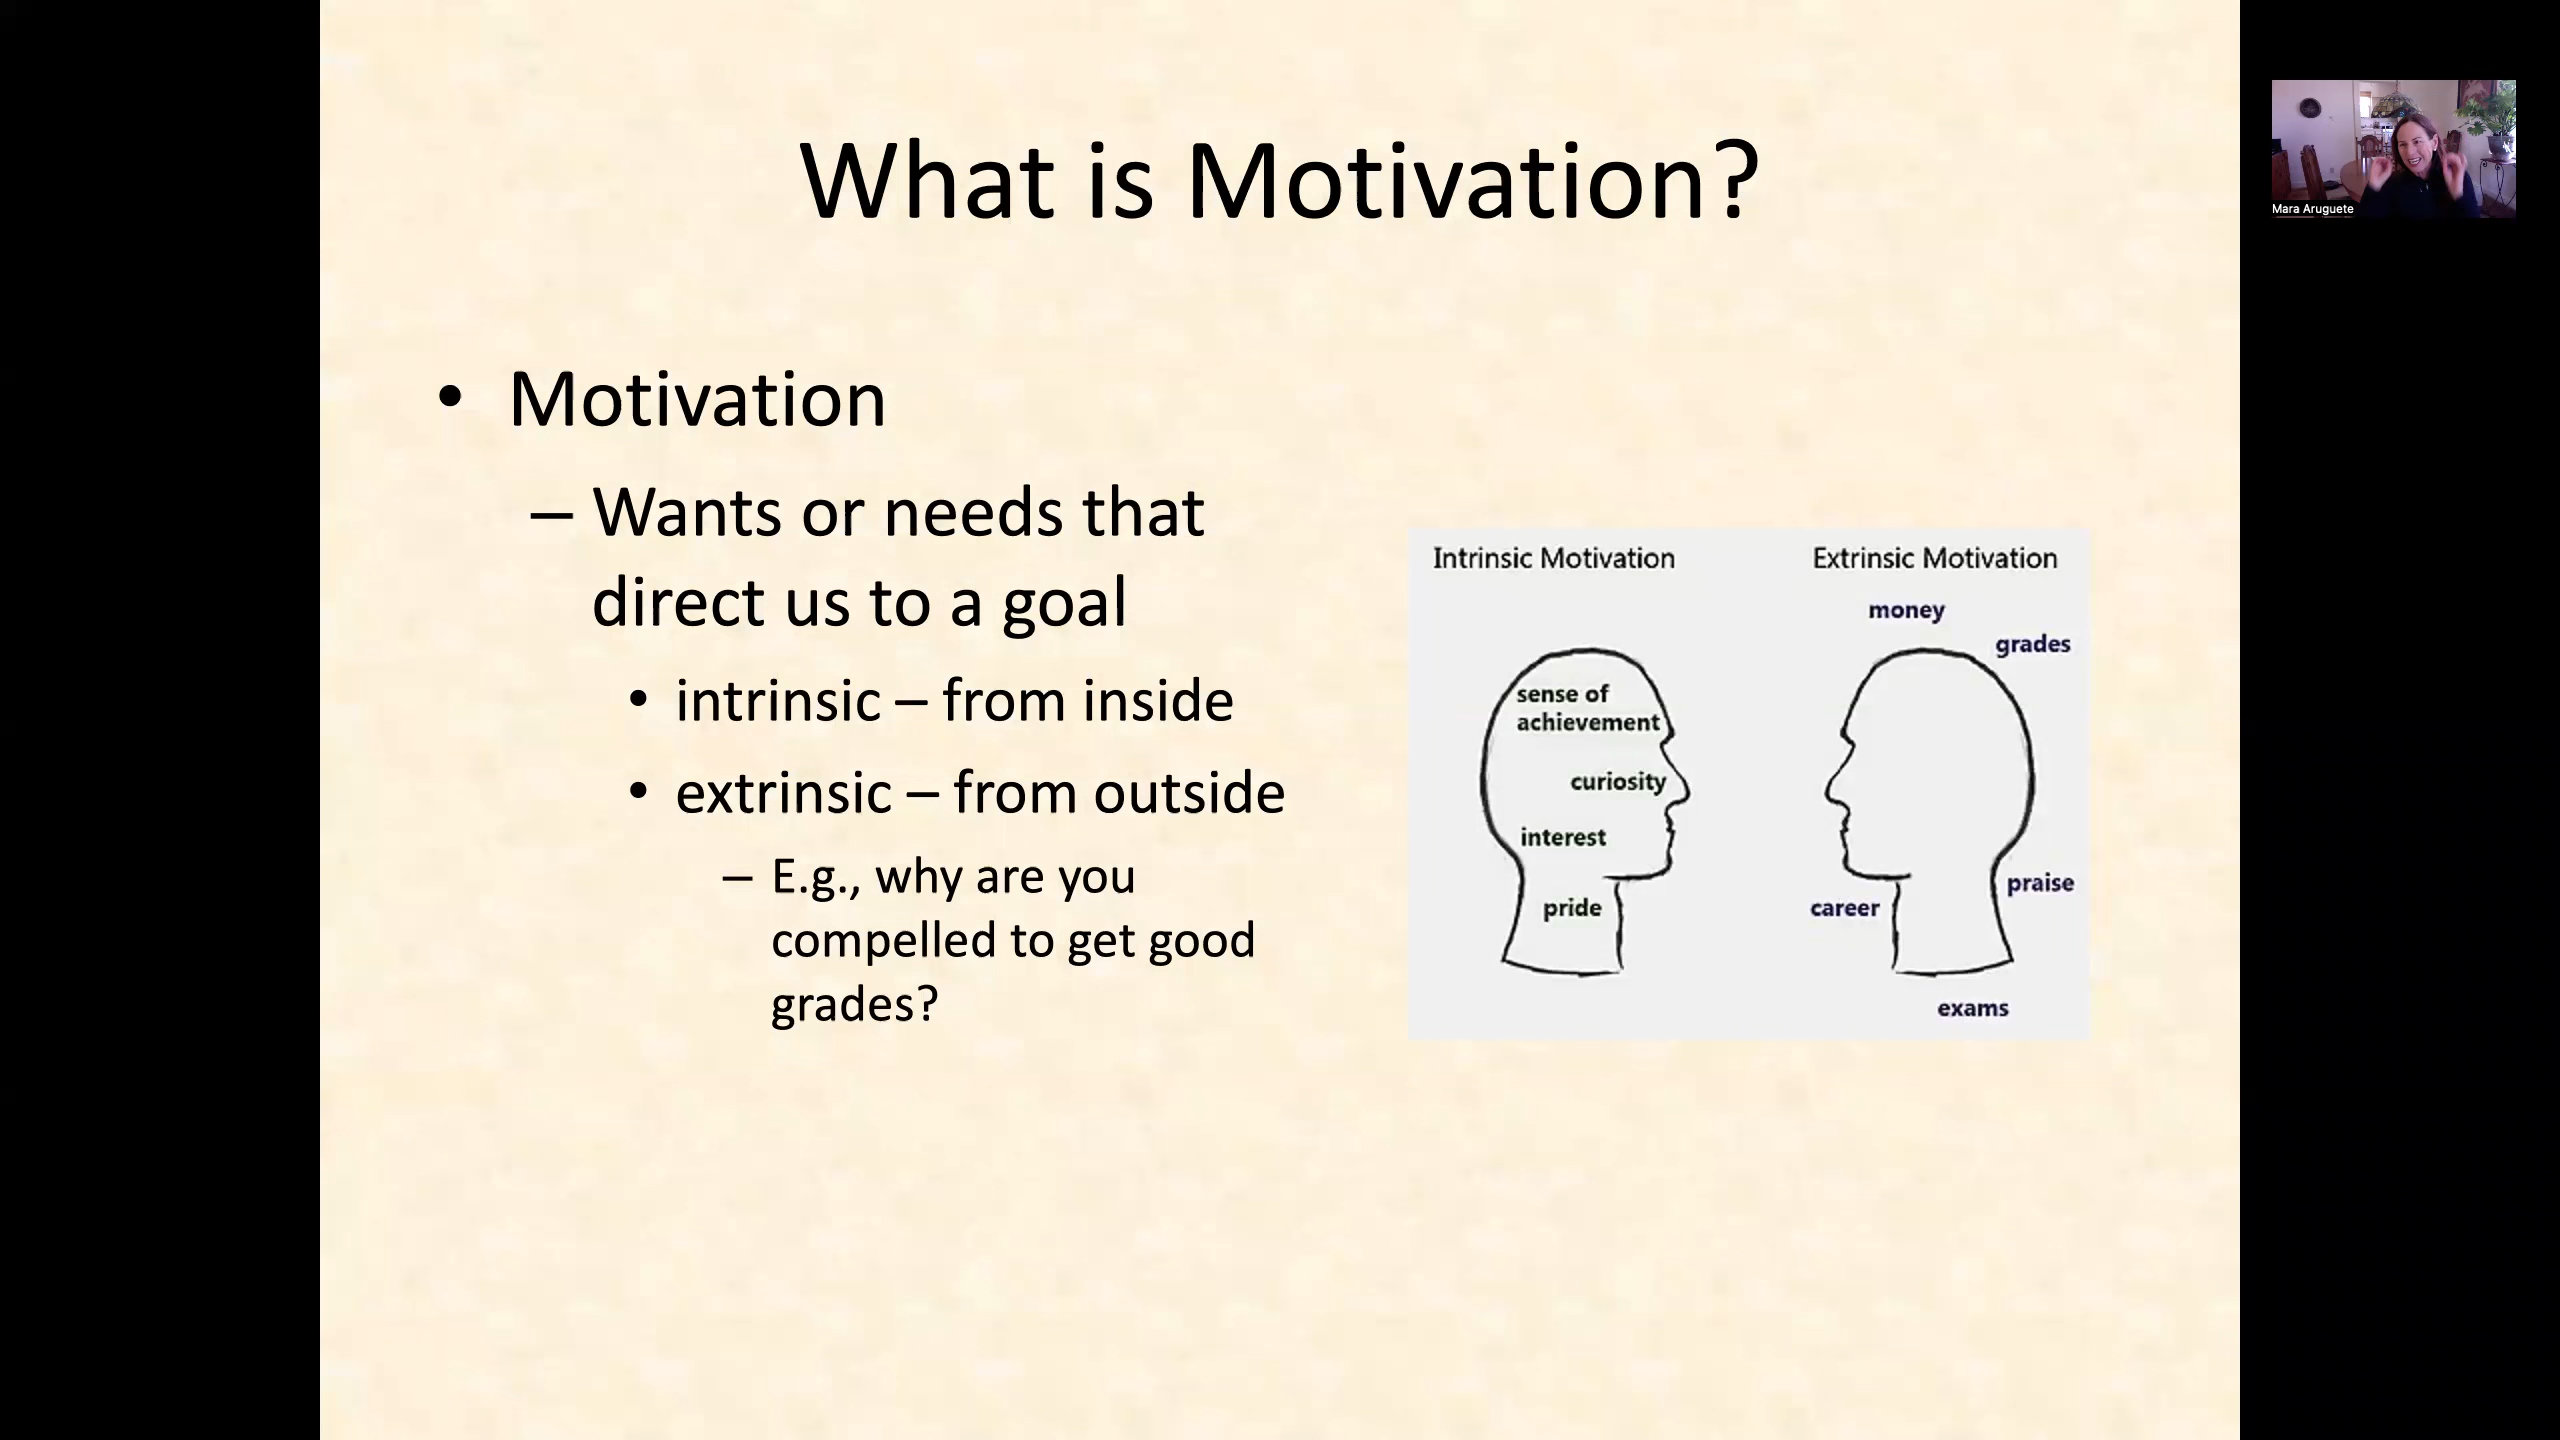 What is Motivation?
• Motivation
– Wants or needs that
direct us to a goal
• intrinsic – from inside
• extrinsic – from outside
– E.g., why are you
compelled to get good
grades?
Intrinsic Motivation
sense of
achievement
curiosity
interest
pride
Extrinsic Motivation
money
grades
praise
career
exams
Mara Aruguete